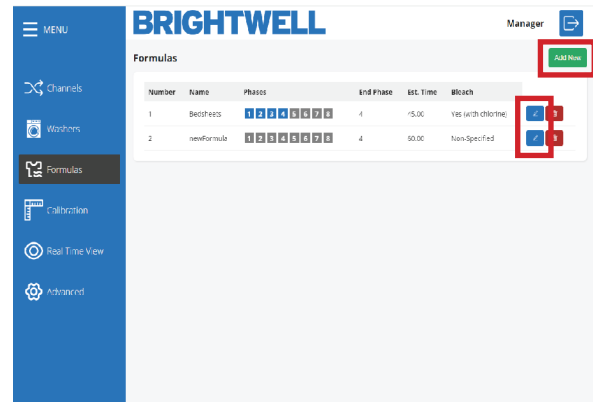 MENU
BRIGHTWELL
Manager
Formulas
Add New
Channels
Number Name Phases End Phase Est. Time Bleach
1 Bedsheets 1 2 3 4 5 6 7 8 4 45.00 Yes (with chlorine)
Washers
2 newFormula 1 2 3 4 5 6 7 8 4 60.00 Non-Specified
Formulas
Calibration
Real Time View
Advanced